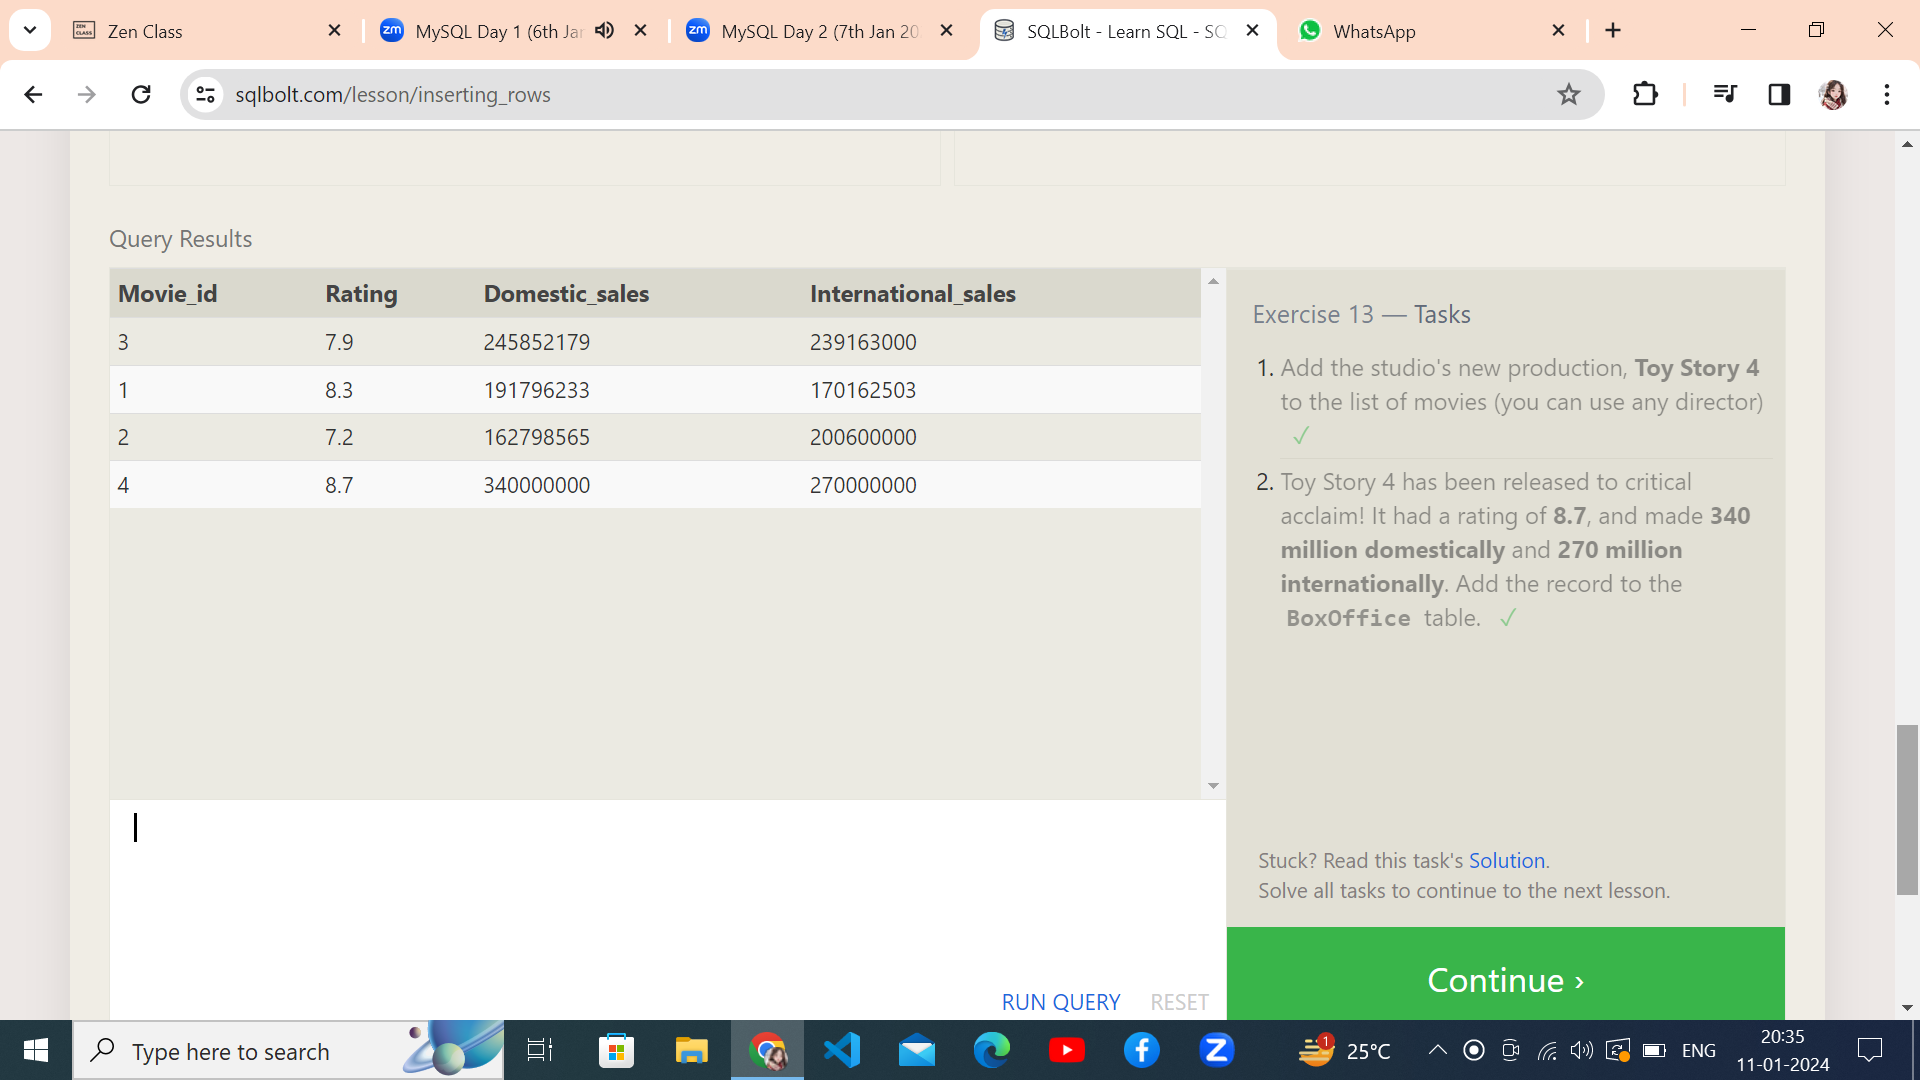 Zen Class
MySQL Day 1 (6th Jan
MySQL Day 2 (7th Jan 20
SQLBolt - Learn SQL - SQ
WhatsApp
sqlbolt.com/lesson/inserting_rows
Query Results
Movie_id Rating Domestic_sales International_sales
3 7.9 245852179 239163000
1 8.3 191796233 170162503
2 7.2 162798565 200600000
4 8.7 340000000 270000000
Exercise 13 — Tasks
1. Add the studio's new production, Toy Story 4
to the list of movies (you can use any director)
✓
2. Toy Story 4 has been released to critical
acclaim! It had a rating of 8.7, and made 340
million domestically and 270 million
internationally. Add the record to the
BoxOffice table. ✓
Stuck? Read this task's Solution.
Solve all tasks to continue to the next lesson.
Continue ›
RUN QUERY RESET
Type here to search
1
25°C
ENG
20:35
11-01-2024